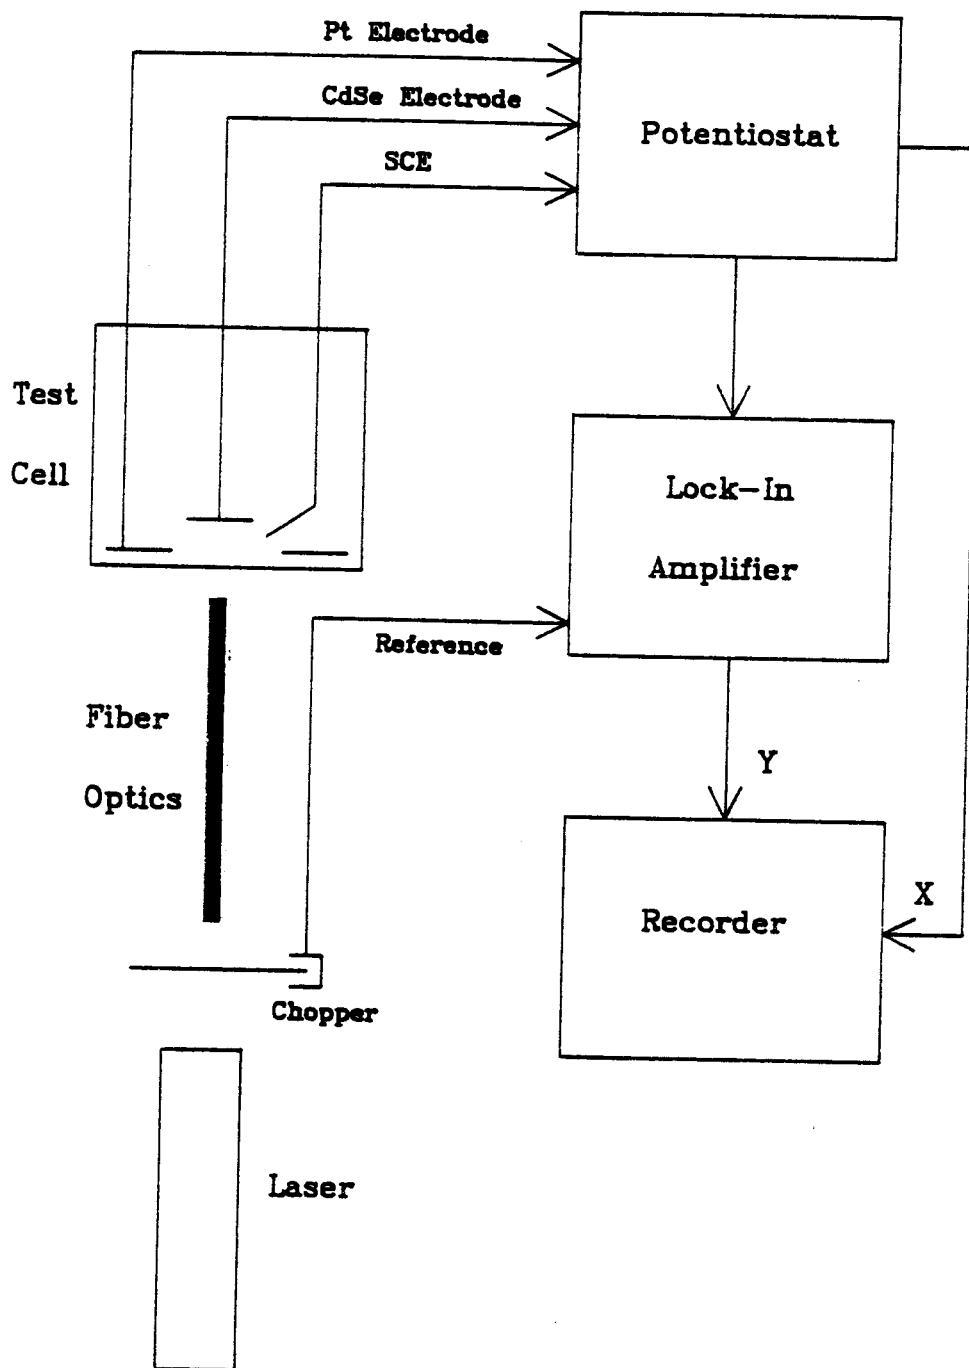 Pt Electrode
CdSe Electrode
SCE
Potentiostat
Test
Cell
Lock-In
Amplifier
Reference
Fiber
Optics
Y
X
Recorder
Chopper
Laser